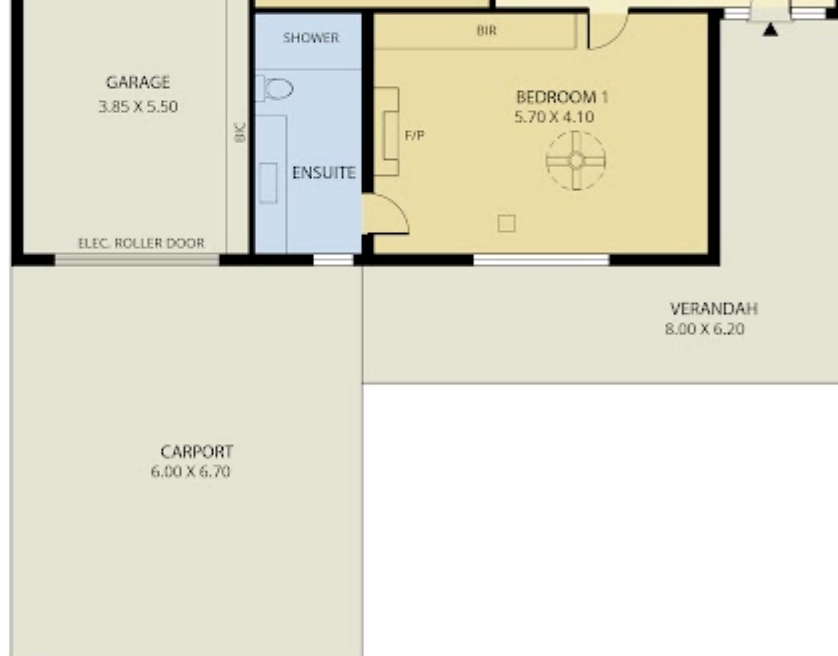 SHOWER
BIR
GARAGE
3.85 X 5.50
BEDROOM 1
5.70 X 4.10
BIC
F/P
ENSUITE
ELEC. ROLLER DOOR
VERANDAH
8.00 X 6.20
CARPORT
6.00 X 6.70